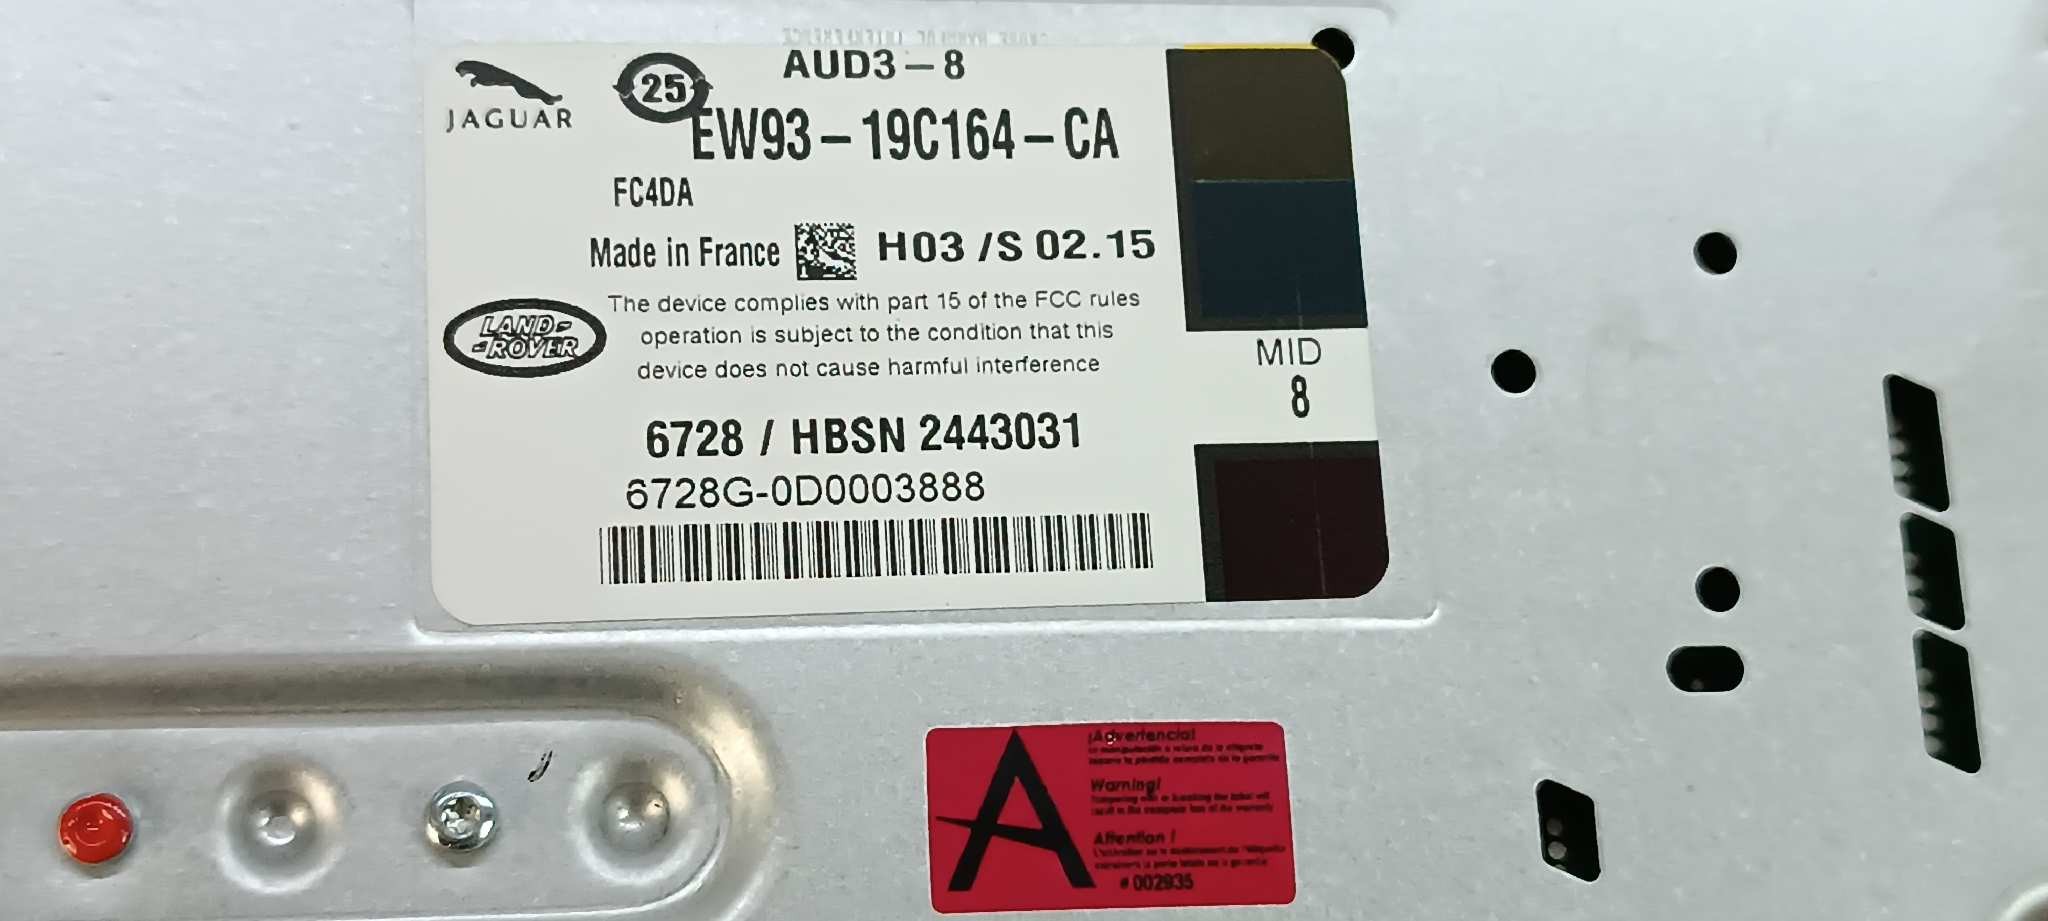 JAGUAR
25
AUD3-8
EW93-19C164-CA
FC4DA
Made in France
H03 /S 02.15
LAND-
-ROVER
The device complies with part 15 of the FCC rules
operation is subject to the condition that this
device does not cause harmful interference
MID
8
6728 / HBSN 2443031
6728G-0D0003888
A
¡Advertencia!
Warning!
Attention !
# 002935